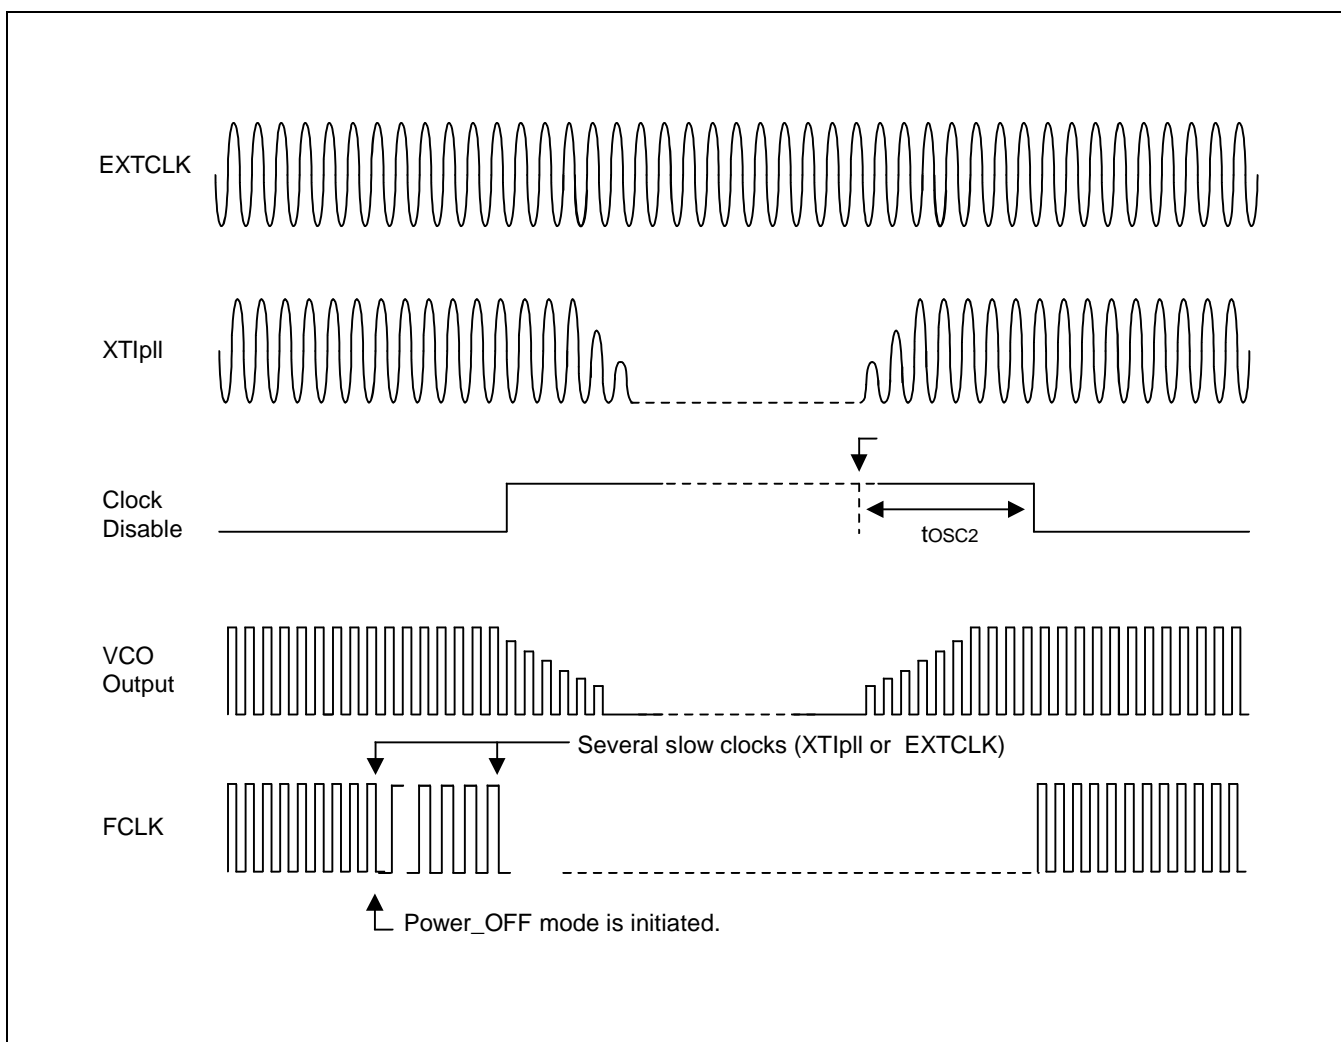 EXTCLK
XTIpll
Clock
Disable
tOSC2
VCO
Output
Several slow clocks (XTIpll or EXTCLK)
FCLK
Power_OFF mode is initiated.